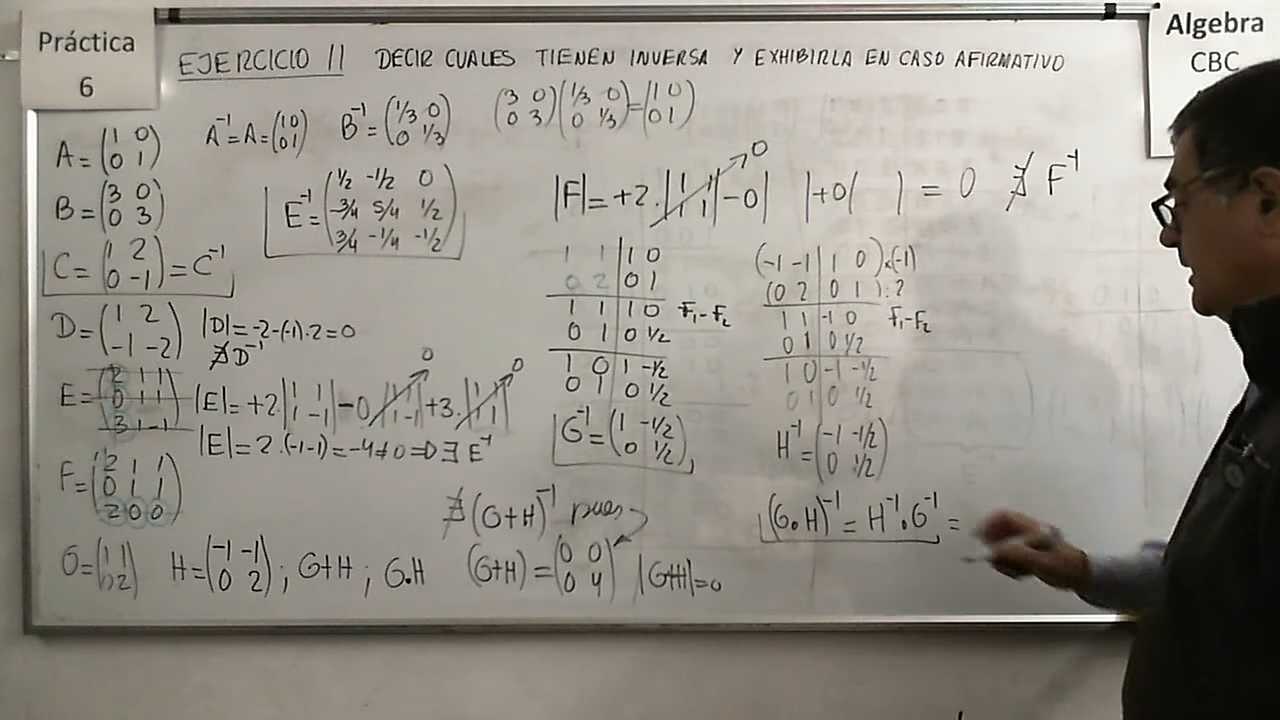 Práctica
6
Algebra
CBC
EJERCICIO 11 DECIR CUALES TIENEN INVERSA Y EXHIBIRLA EN CASO AFIRMATIVO
A = (1 0
0 1)
A⁻¹ = A = (1 0
0 1)
B⁻¹ = (1/3 0
0 1/3)
(3 0
0 3) (1/3 0
0 1/3) = (1 0
0 1)
B = (3 0
0 3)
E⁻¹ = (1/2 -1/2 0
-3/4 5/4 1/2
3/4 -1/4 -1/2)
|F| = +2. |1 1
1 1| 0 -0| | +0( ) = 0 ∄ F⁻¹
C = (1 2
0 -1) = C⁻¹
D = (1 2
-1 -2)
|D| = -2-(-1).2 = 0
∄ D⁻¹
E = (2 1 1
0 1 1
3 1 -1)
|E| = +2. |1 1
1 -1| - 0 |1 1
1 -1| 0 + 3. |1 1
1 1| 0
|E| = 2.(-1-1) = -4 ≠ 0 => ∃ E⁻¹
F = (2 1 1
0 1 1
2 0 0)
1 1 | 1 0
0 2 | 0 1
1 1 | 1 0 F₁-F₂
0 1 | 0 1/2
1 0 | 1 -1/2
0 1 | 0 1/2
G⁻¹ = (1 -1/2
0 1/2)
(-1 -1 | 1 0).(-1)
(0 2 | 0 1):2
1 1 | -1 0 F₁-F₂
0 1 | 0 1/2
1 0 | -1 -1/2
0 1 | 0 1/2
H⁻¹ = (-1 -1/2
0 1/2)
∄ (G+H)⁻¹ pues
(G.H)⁻¹ = H⁻¹.G⁻¹ =
G = (1 1
0 2)
H = (-1 -1
0 2) ; G+H ; G.H
(G+H) = (0 0
0 4) |G+H| = 0